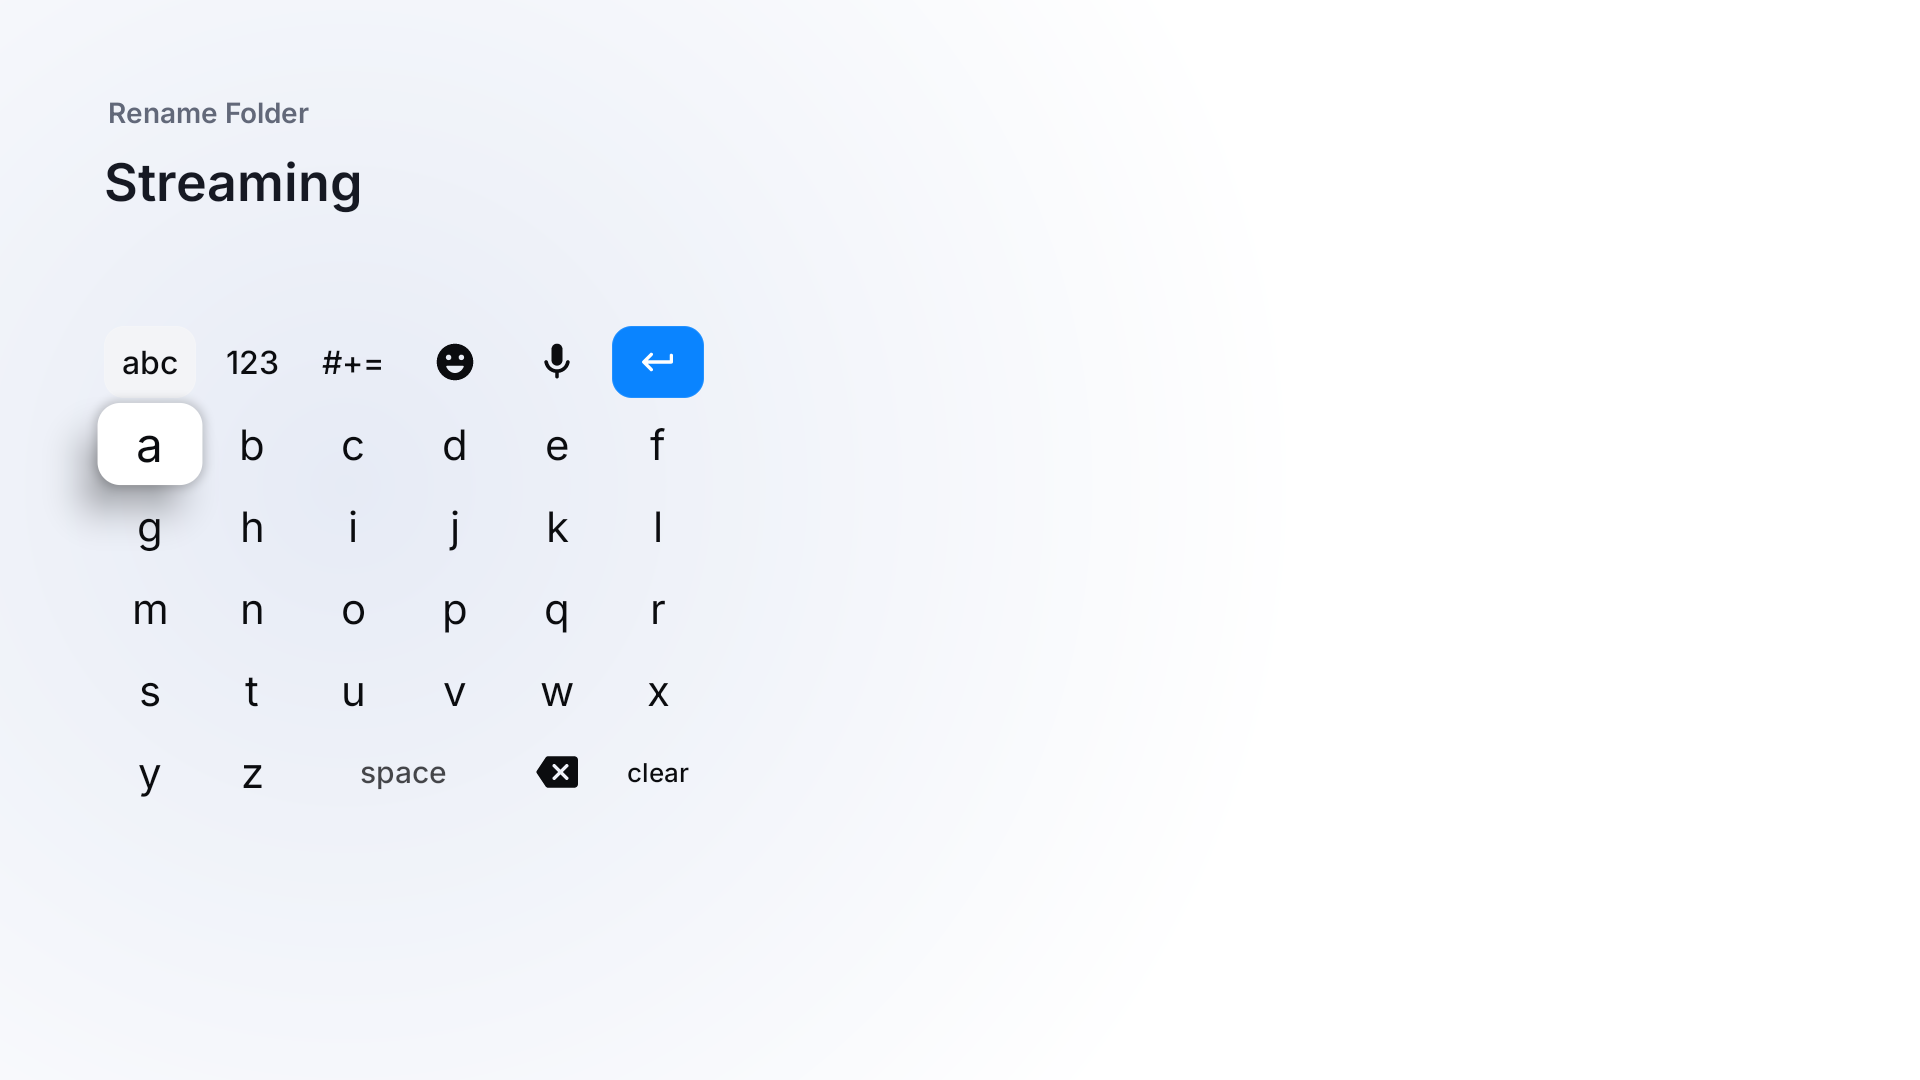 Rename Folder
Streaming
abc 123 #+=
a b c d e f
g h i j k l
m n o p q r
s t u v w x
y z space clear